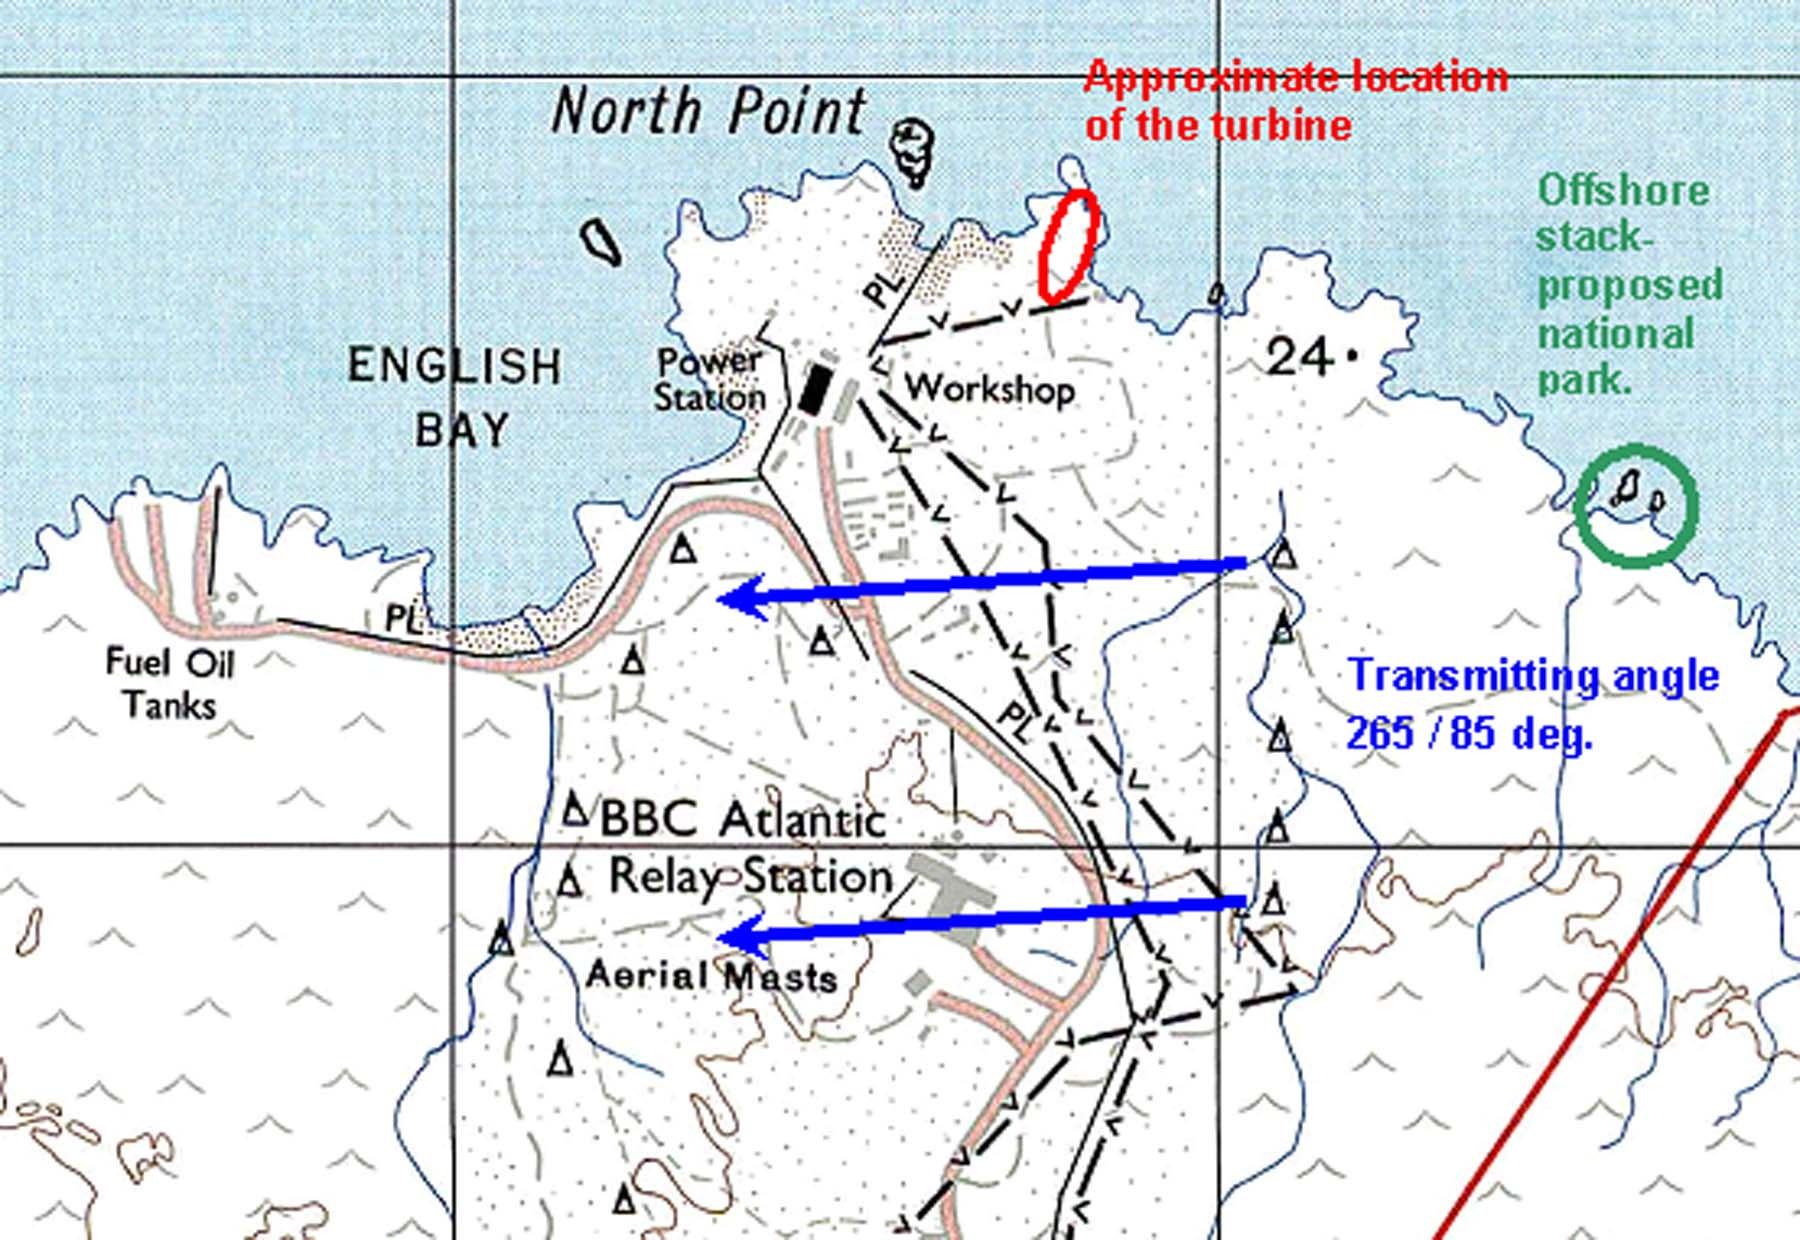 Approximate location
of the turbine
North Point
Offshore
stack-
proposed
national
park.
PL
ENGLISH
BAY
Power
Station
Workshop
24
PL
Fuel Oil
Tanks
Transmitting angle
265 / 85 deg.
PL
BBC Atlantic
Relay Station
Aerial Masts